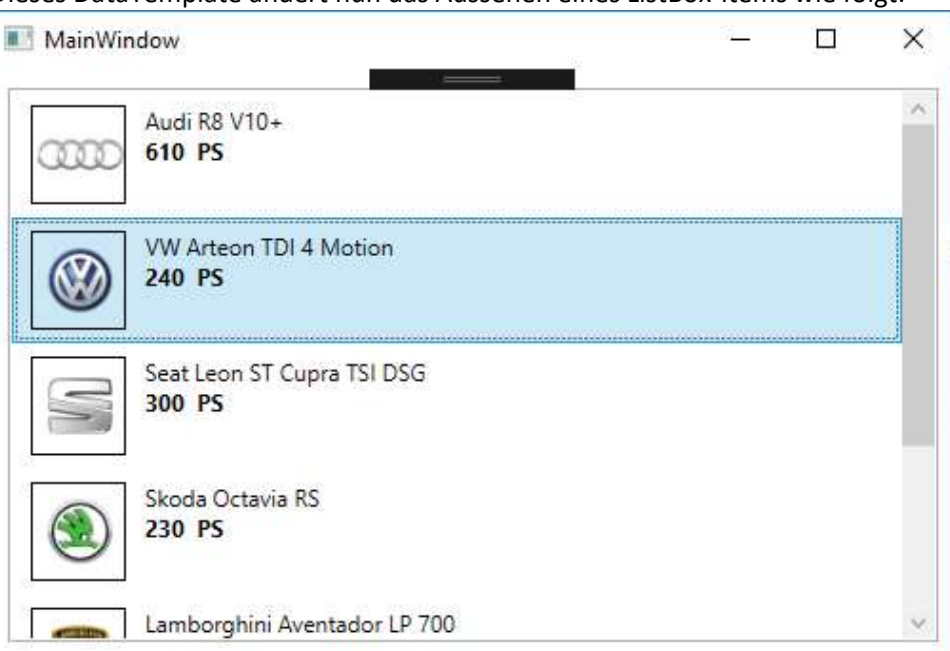 Dieses DataTemplate ändert nun das Aussehen eines ListBox-Items wie folgt:
MainWindow
Audi R8 V10+
610 PS
VW Arteon TDI 4 Motion
240 PS
Seat Leon ST Cupra TSI DSG
300 PS
Skoda Octavia RS
230 PS
Lamborghini Aventador LP 700